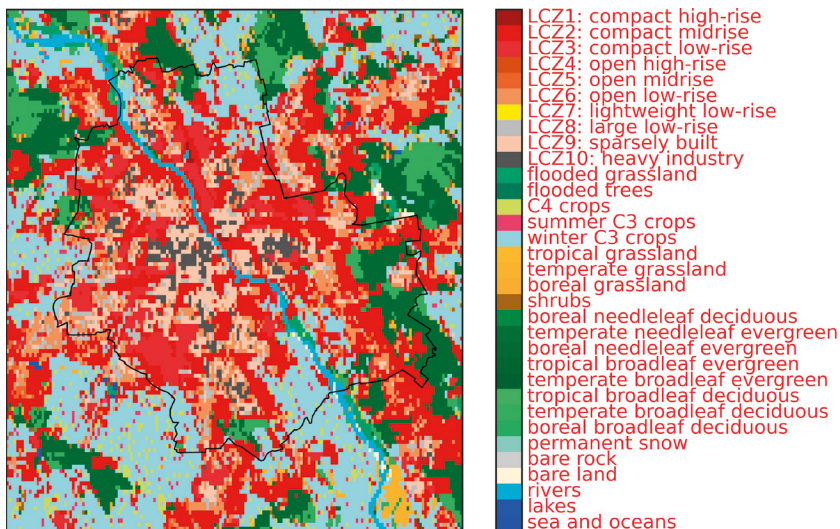 LCZ1: compact high-rise
LCZ2: compact midrise
LCZ3: compact low-rise
LCZ4: open high-rise
LCZ5: open midrise
LCZ6: open low-rise
LCZ7: lightweight low-rise
LCZ8: large low-rise
LCZ9: sparsely built
LCZ10: heavy industry
flooded grassland
flooded trees
C4 crops
summer C3 crops
winter C3 crops
tropical grassland
temperate grassland
boreal grassland
shrubs
boreal needleleaf deciduous
temperate needleleaf evergreen
boreal needleleaf evergreen
tropical broadleaf evergreen
temperate broadleaf evergreen
tropical broadleaf deciduous
temperate broadleaf deciduous
boreal broadleaf deciduous
permanent snow
bare rock
bare land
rivers
lakes
sea and oceans